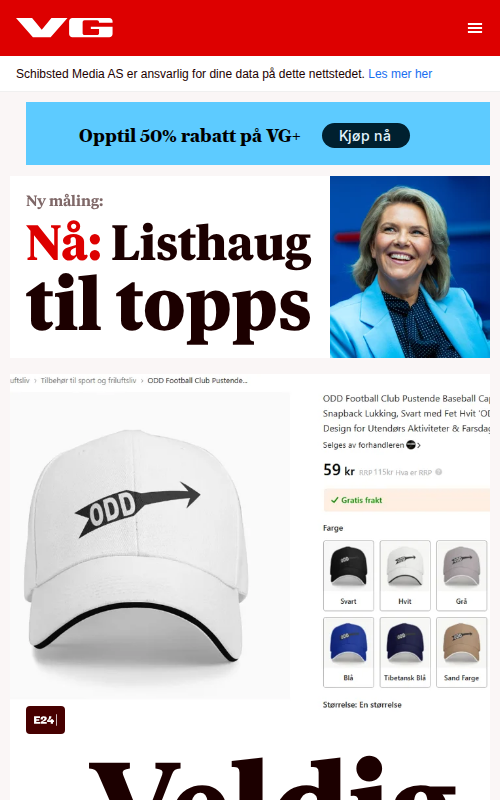 VG
Schibsted Media AS er ansvarlig for dine data på dette nettstedet. Les mer her
Opptil 50% rabatt på VG+
Kjøp nå
Ny måling:
Nå: Listhaug
til topps
uftsliv › Tilbehør til sport og friluftsliv › ODD Football Club Pustende...
ODD
ODD Football Club Pustende Baseball Ca
Snapback Lukking, Svart med Fet Hvit 'OD
Design for Utendørs Aktiviteter & Farsdag
Selges av forhandleren
59 kr RRP 115kr Hva er RRP
Gratis frakt
Farge
Svart Hvit Grå
Blå Tibetansk Blå Sand Farge
Størrelse: En størrelse
E24
Veldig